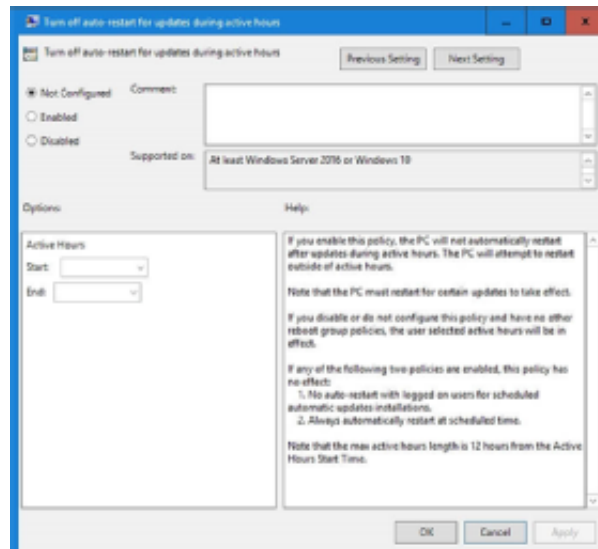 Turn off auto-restart for updates during active hours
Turn off auto-restart for updates during active hours
Previous Setting
Next Setting
Not Configured
Comment:
Enabled
Disabled
Supported on:
At least Windows Server 2016 or Windows 10
Options:
Help:
Active Hours
Start:
End:
If you enable this policy, the PC will not automatically restart
after updates during active hours. The PC will attempt to restart
outside of active hours.
Note that the PC must restart for certain updates to take effect.
If you disable or do not configure this policy and have no other
reboot group policies, the user selected active hours will be in
effect.
If any of the following two policies are enabled, this policy has
no effect:
1. No auto-restart with logged on users for scheduled
automatic updates installations.
2. Always automatically restart at scheduled time.
Note that the max active hours length is 12 hours from the Active
Hours Start Time.
OK
Cancel
Apply